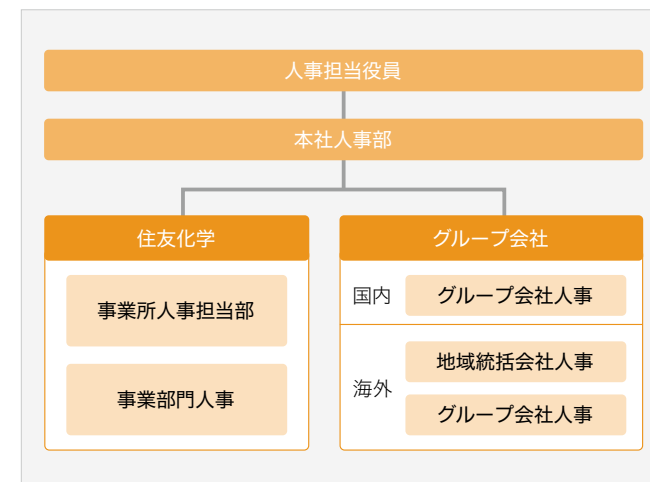 人事担当役員
本社人事部
住友化学
事業所人事担当部
事業部門人事
グループ会社
国内
グループ会社人事
海外
地域統括会社人事
グループ会社人事